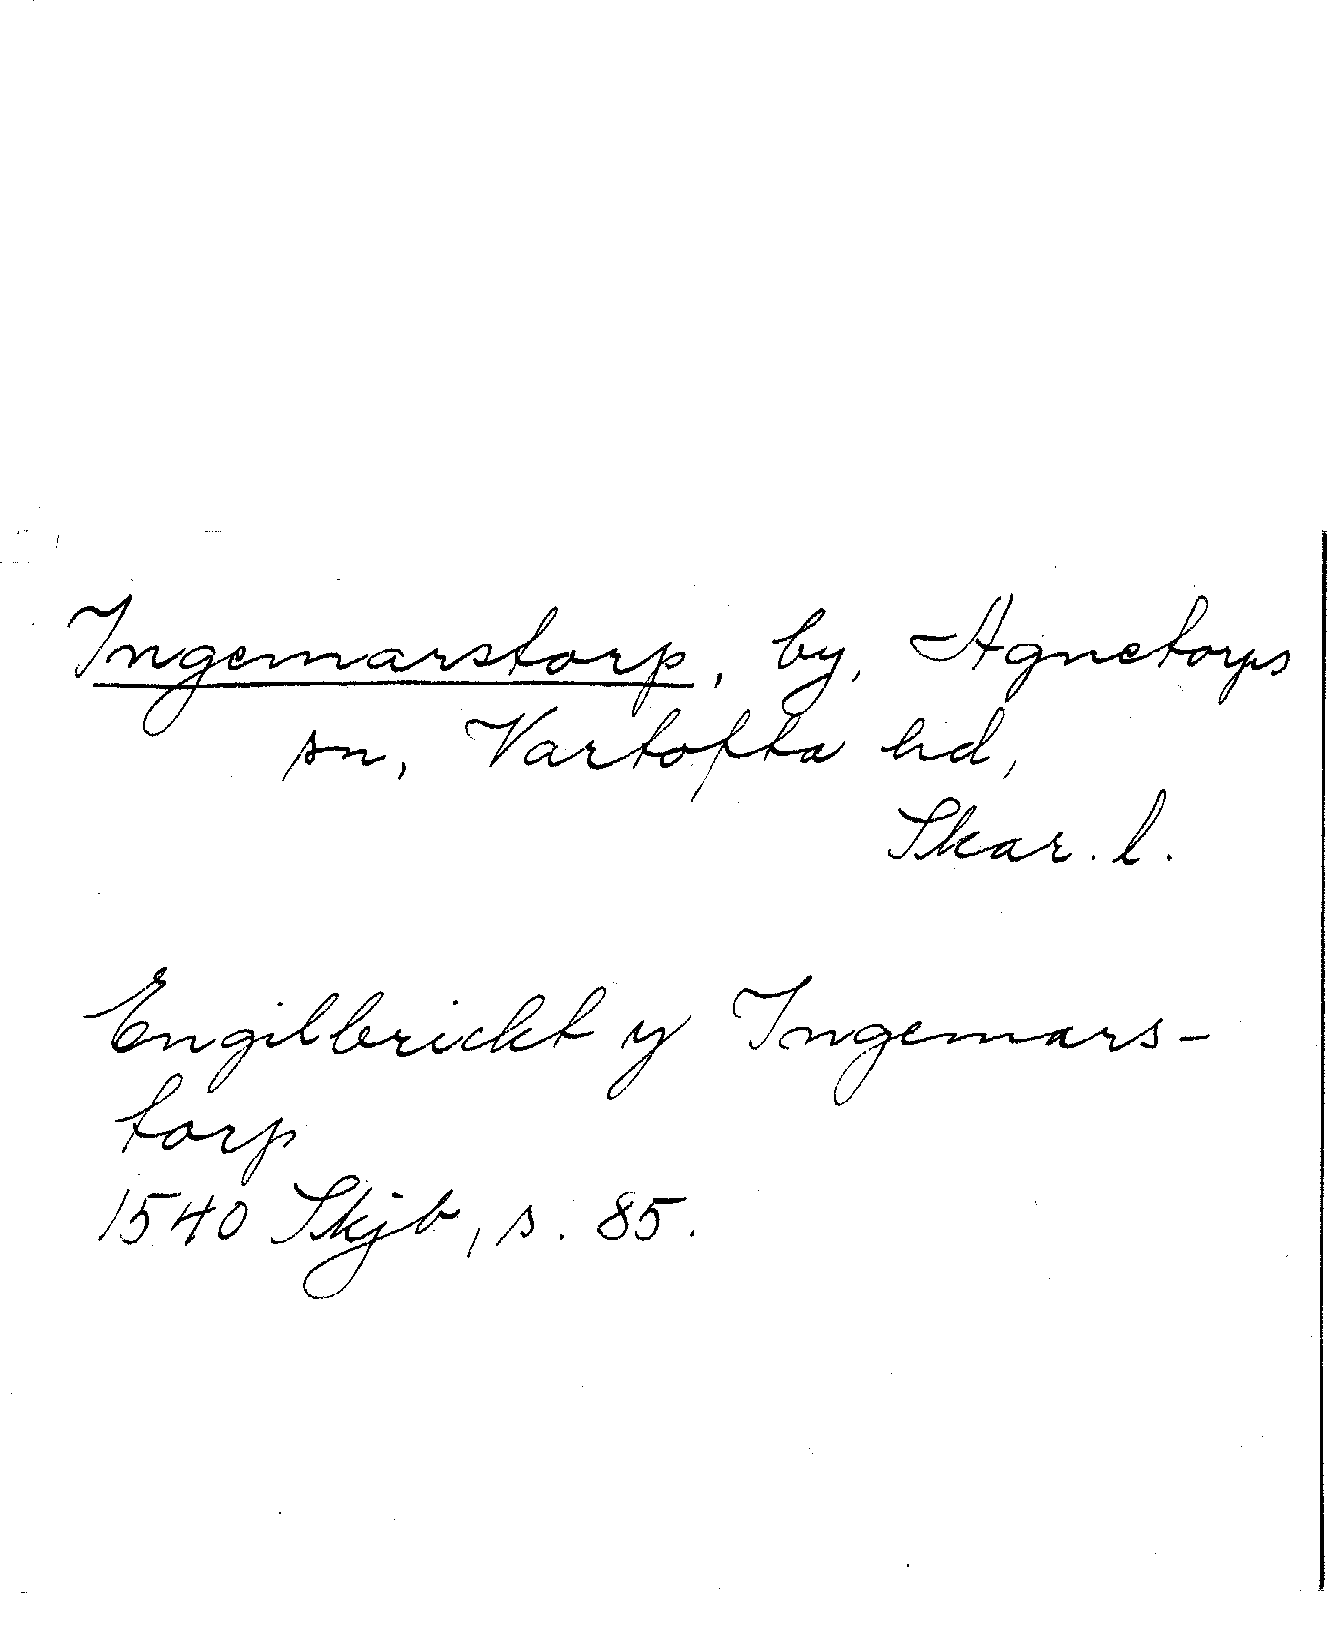 Ingemarstorp, by, Agnetorps
sn, Vartofta hd,
Skar. l.
Engilbrickt y Ingemars-
torp
1540 Skjb, s. 85.